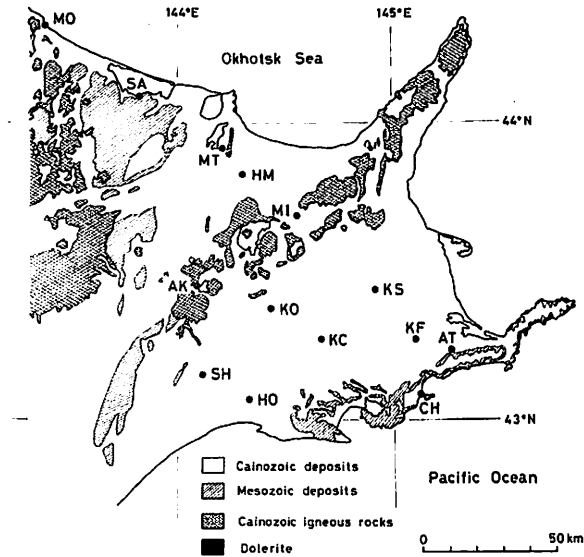 144°E
145°E
MO
Okhotsk Sea
SA
44°N
MT
HM
MI
AK
KS
KO
KC
KF
AT
SH
HO
CH
43°N
Cainozoic deposits
Mesozoic deposits
Cainozoic igneous rocks
Dolerite
Pacific Ocean
0 50 km